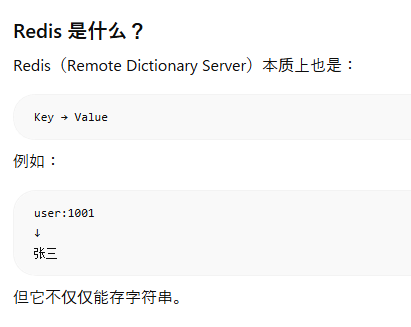 Redis 是什么？
Redis（Remote Dictionary Server）本质上也是：
Key → Value
例如：
user:1001
↓
张三
但它不仅仅能存字符串。